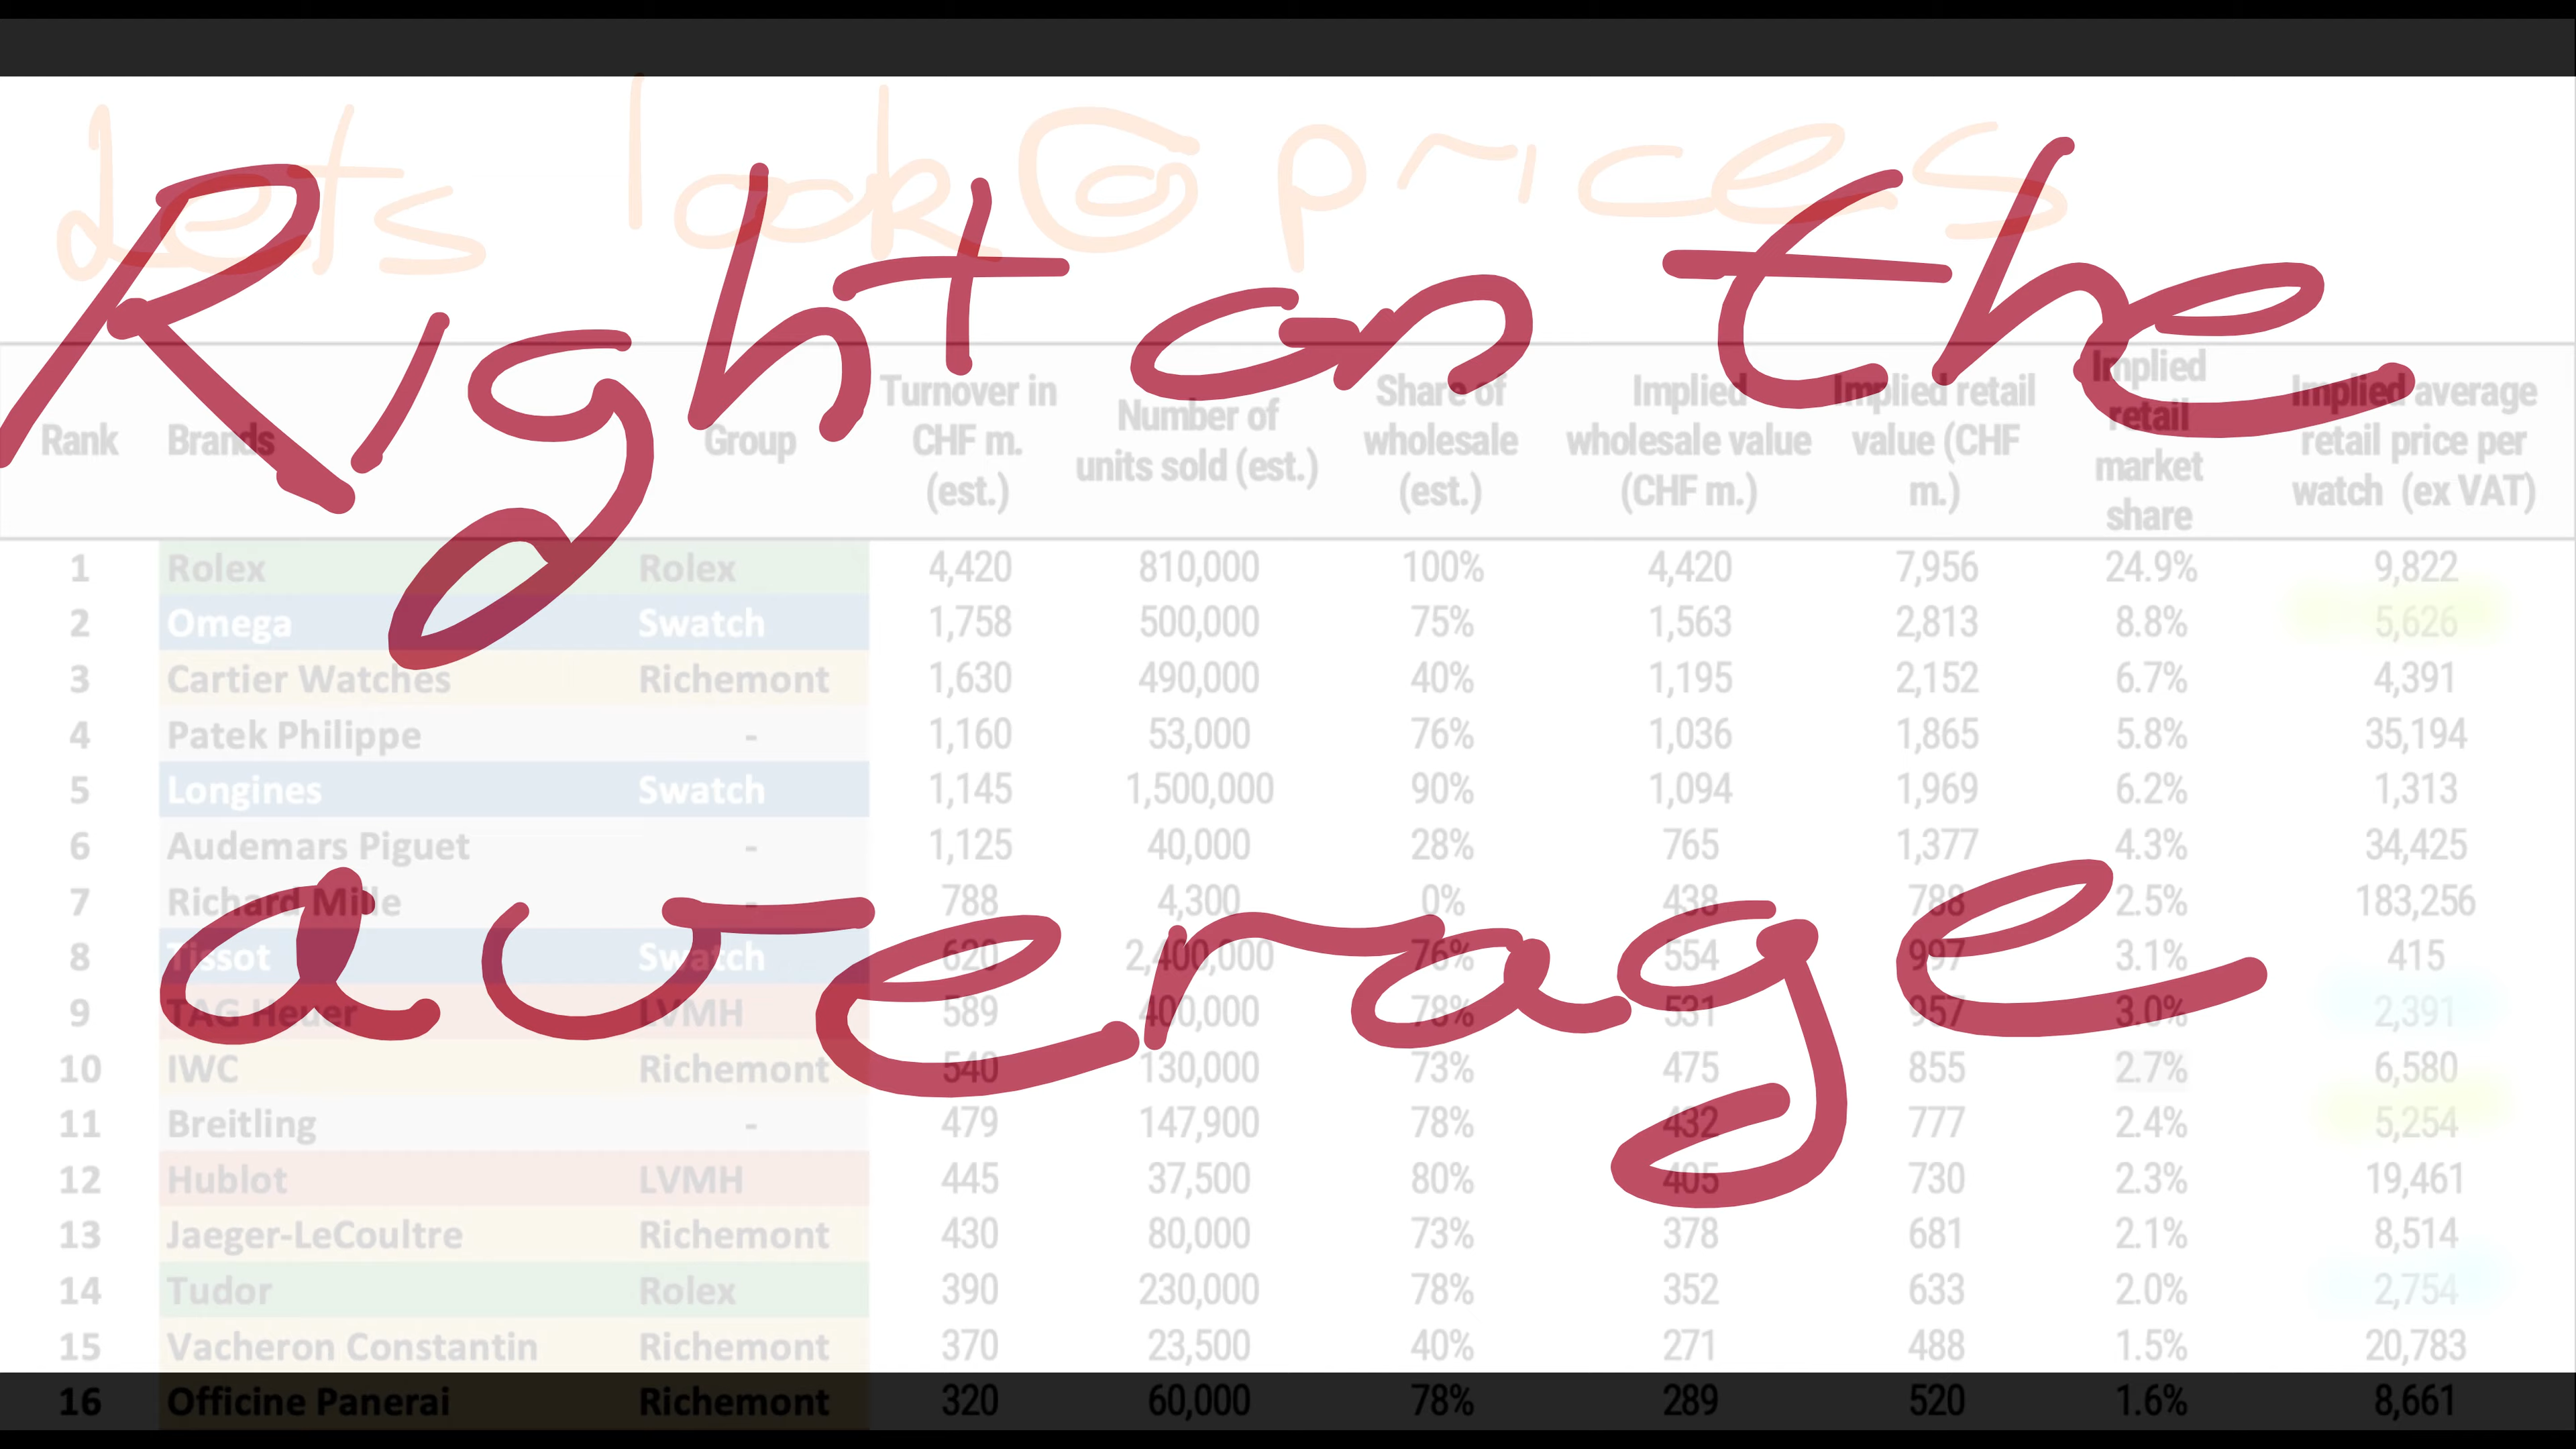 Lets look @ prices
Right on the
average
Rank Brands Group Turnover in CHF m. (est.) Number of units sold (est.) Share of wholesale (est.) Implied wholesale value (CHF m.) Implied retail value (CHF m.) Implied retail market share Implied average retail price per watch (ex VAT)
1 Rolex Rolex 4,420 810,000 100% 4,420 7,956 24.9% 9,822
2 Omega Swatch 1,758 500,000 75% 1,563 2,813 8.8% 5,626
3 Cartier Watches Richemont 1,630 490,000 40% 1,195 2,152 6.7% 4,391
4 Patek Philippe - 1,160 53,000 76% 1,036 1,865 5.8% 35,194
5 Longines Swatch 1,145 1,500,000 90% 1,094 1,969 6.2% 1,313
6 Audemars Piguet - 1,125 40,000 28% 765 1,377 4.3% 34,425
7 Richard Mille - 788 4,300 0% 438 788 2.5% 183,256
8 Tissot Swatch 620 2,400,000 76% 554 997 3.1% 415
9 TAG Heuer LVMH 589 400,000 78% 531 957 3.0% 2,391
10 IWC Richemont 540 130,000 73% 475 855 2.7% 6,580
11 Breitling - 479 147,900 78% 432 777 2.4% 5,254
12 Hublot LVMH 445 37,500 80% 405 730 2.3% 19,461
13 Jaeger-LeCoultre Richemont 430 80,000 73% 378 681 2.1% 8,514
14 Tudor Rolex 390 230,000 78% 352 633 2.0% 2,754
15 Vacheron Constantin Richemont 370 23,500 40% 271 488 1.5% 20,783
16 Officine Panerai Richemont 320 60,000 78% 289 520 1.6% 8,661